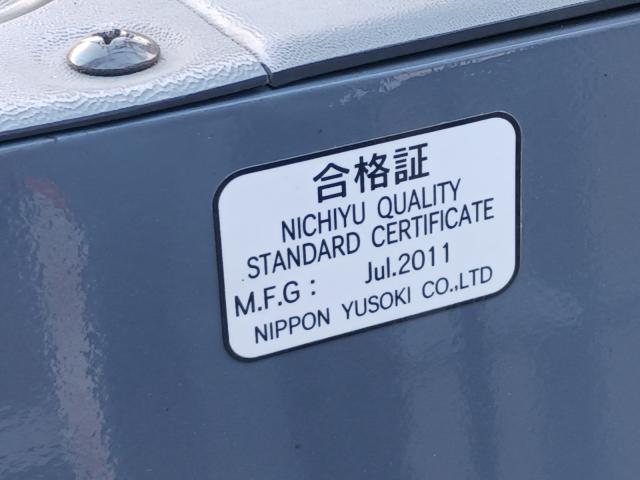 合格証
NICHIYU QUALITY
STANDARD CERTIFICATE
M.F.G : Jul.2011
NIPPON YUSOKI CO.,LTD